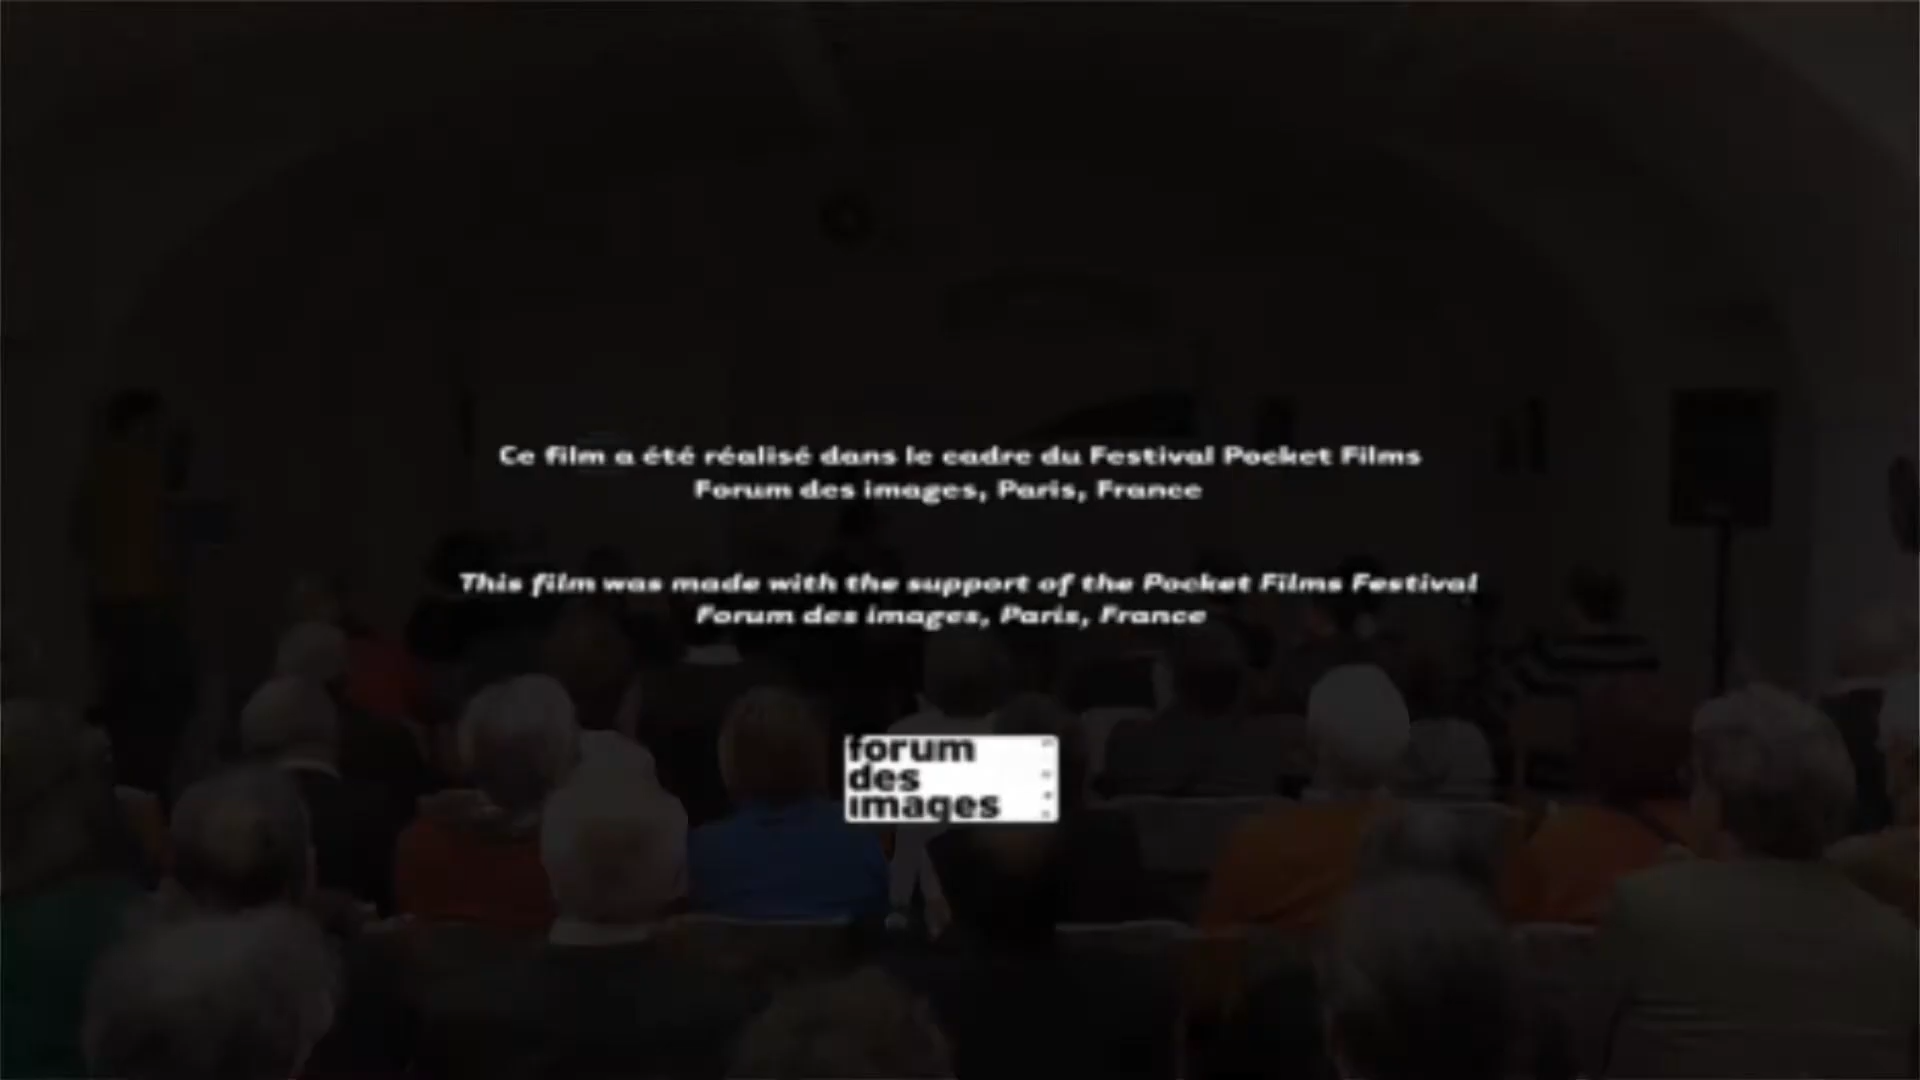 Ce film a été réalisé dans le cadre du Festival Pocket Films
Forum des images, Paris, France
This film was made with the support of the Pocket Films Festival
Forum des images, Paris, France
forum
des
images